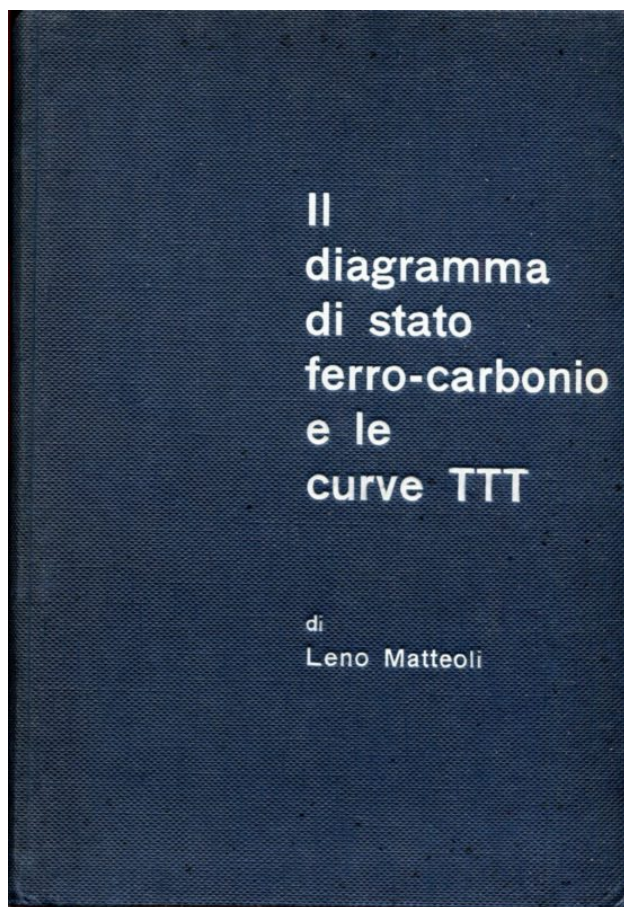 Il
diagramma
di stato
ferro-carbonio
e le
curve TTT
di
Leno Matteoli